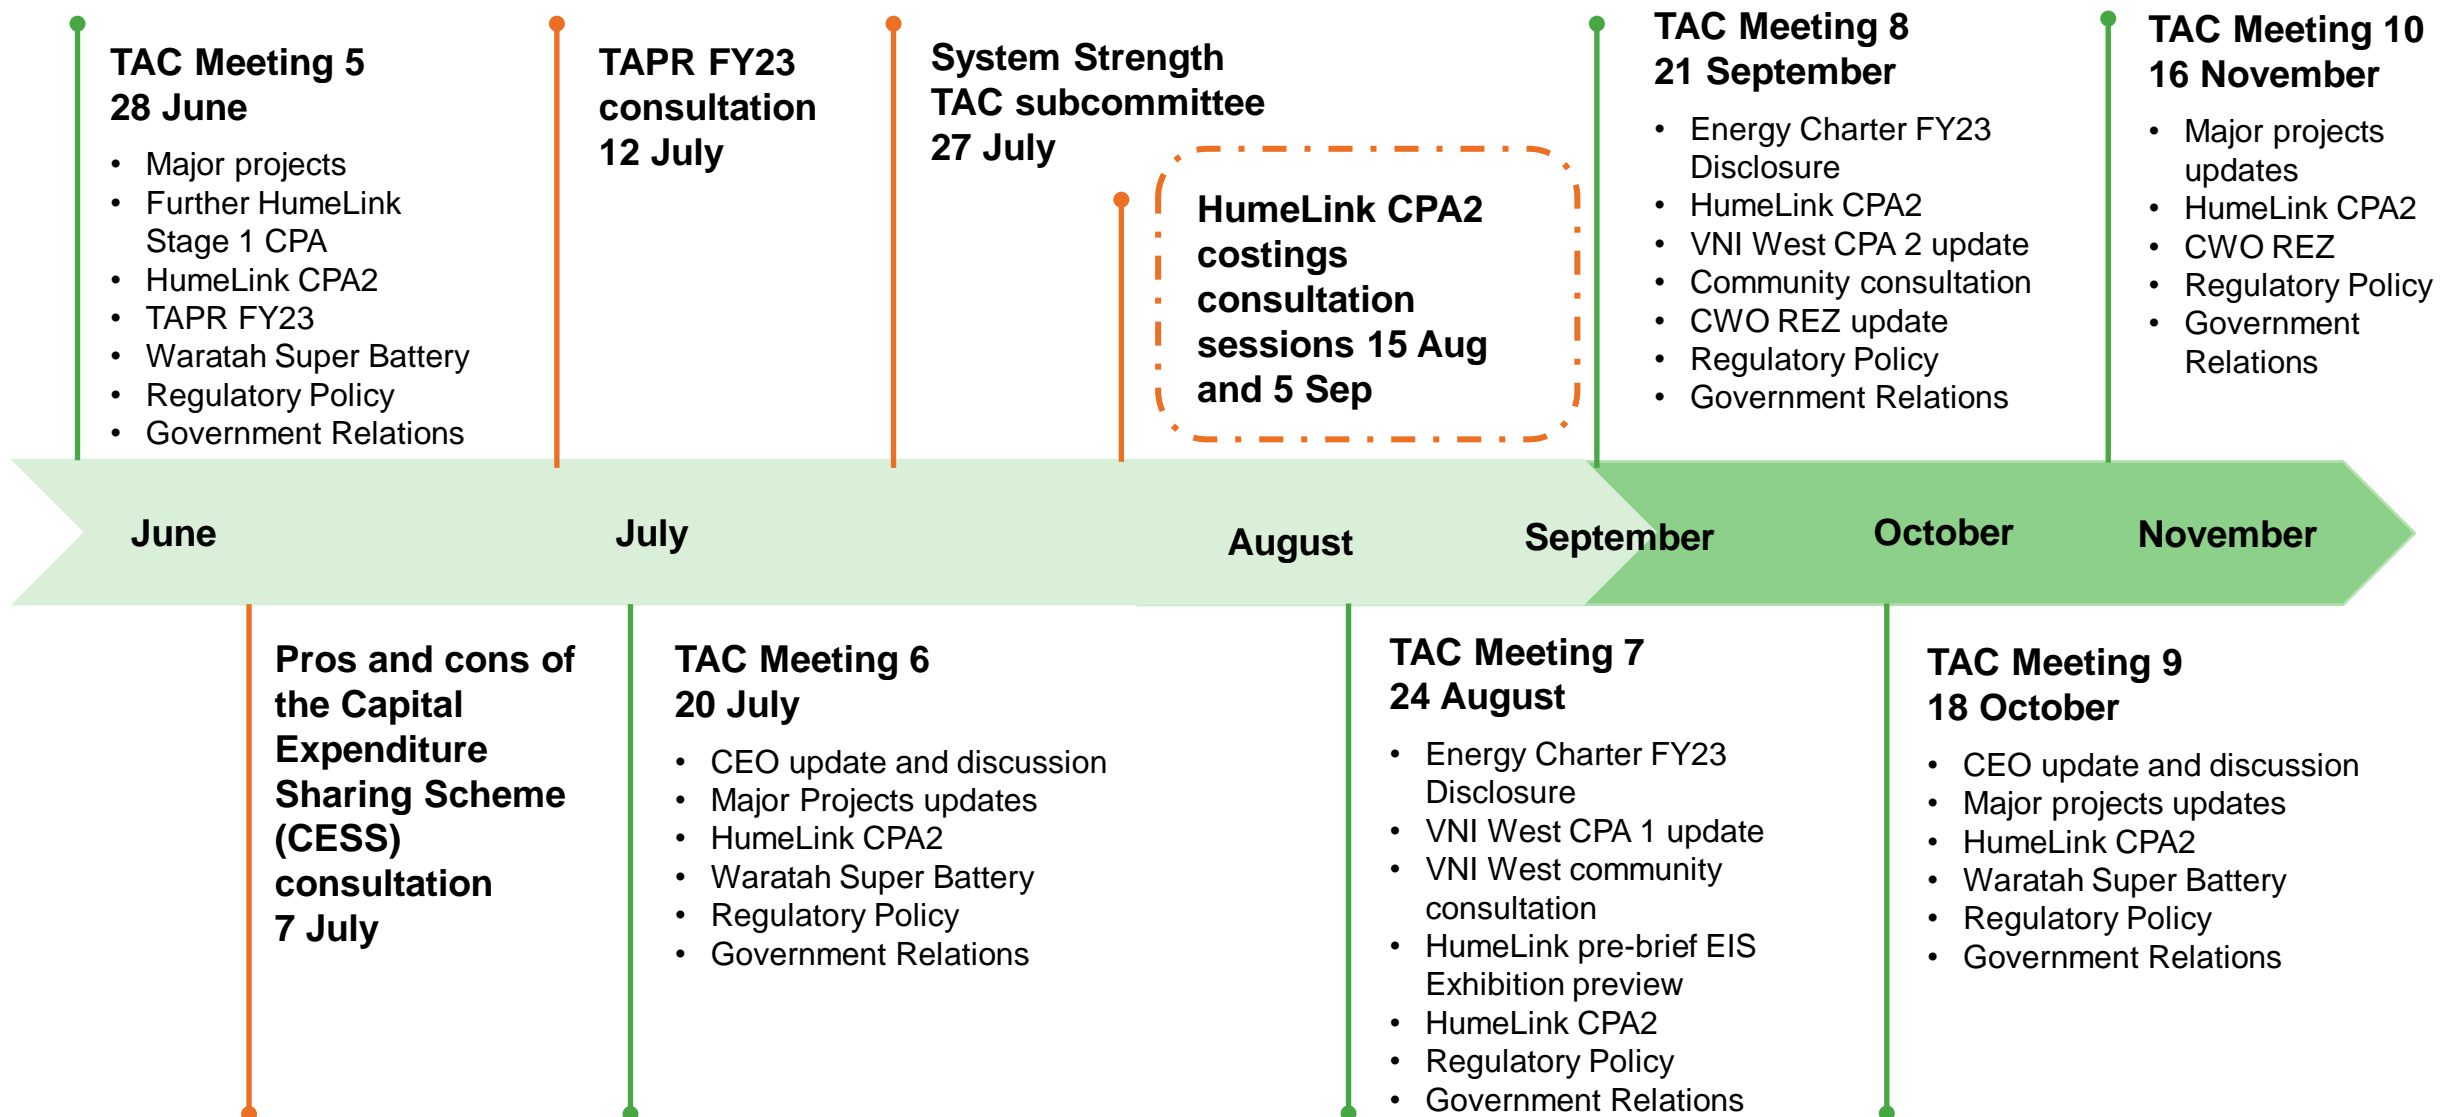 TAC Meeting 5
28 June
• Major projects
• Further HumeLink
Stage 1 CPA
• HumeLink CPA2
• TAPR FY23
• Waratah Super Battery
• Regulatory Policy
• Government Relations
TAPR FY23
consultation
12 July
System Strength
TAC subcommittee
27 July
HumeLink CPA2
costings
consultation
sessions 15 Aug
and 5 Sep
TAC Meeting 8
21 September
• Energy Charter FY23
Disclosure
• HumeLink CPA2
• VNI West CPA 2 update
• Community consultation
• CWO REZ update
• Regulatory Policy
• Government Relations
TAC Meeting 10
16 November
• Major projects
updates
• HumeLink CPA2
• CWO REZ
• Regulatory Policy
• Government
Relations
June
July
August
September
October
November
Pros and cons of
the Capital
Expenditure
Sharing Scheme
(CESS)
consultation
7 July
TAC Meeting 6
20 July
• CEO update and discussion
• Major Projects updates
• HumeLink CPA2
• Waratah Super Battery
• Regulatory Policy
• Government Relations
TAC Meeting 7
24 August
• Energy Charter FY23
Disclosure
• VNI West CPA 1 update
• VNI West community
consultation
• HumeLink pre-brief EIS
Exhibition preview
• HumeLink CPA2
• Regulatory Policy
• Government Relations
TAC Meeting 9
18 October
• CEO update and discussion
• Major projects updates
• HumeLink CPA2
• Waratah Super Battery
• Regulatory Policy
• Government Relations